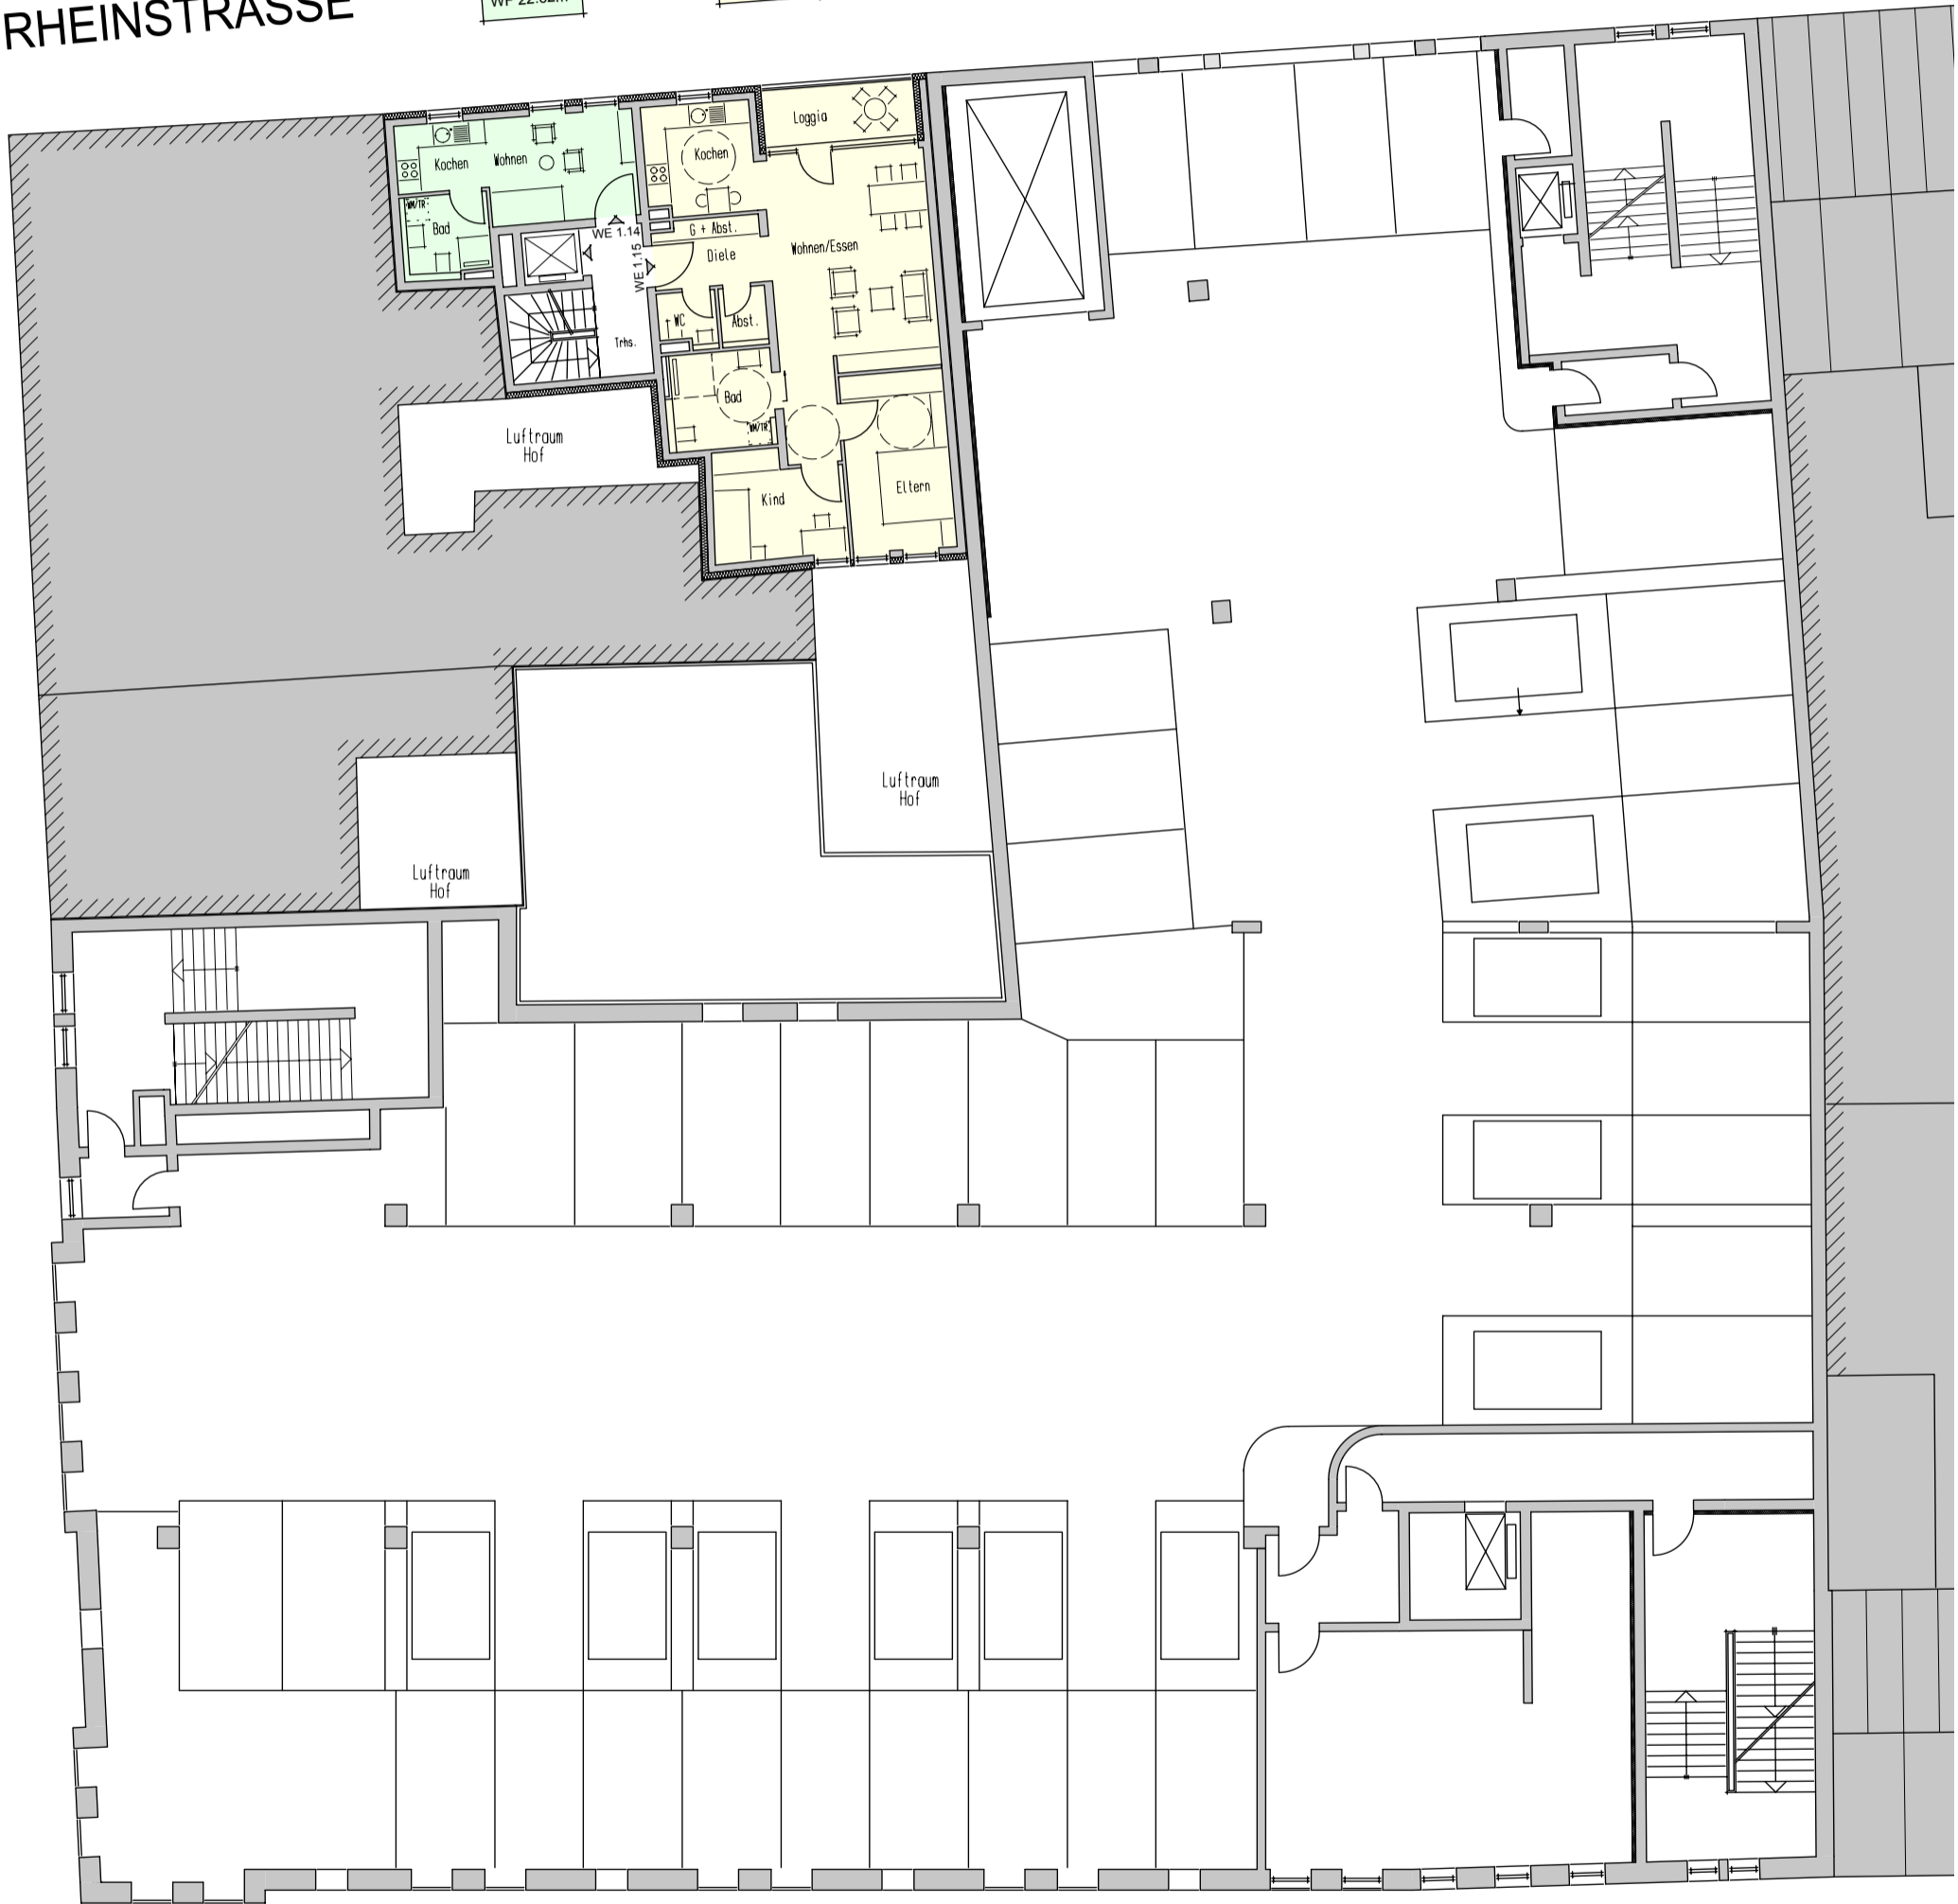 RHEINSTRASSE
Loggia
Kochen
Wohnen
Kochen
WM/TR
Bad
WE 1.14
G + Abst.
WE 1.15
Diele
Wohnen/Essen
WC
Abst.
Trhs.
Bad
WM/TR
Luftraum
Hof
Kind
Eltern
Luftraum
Hof
Luftraum
Hof